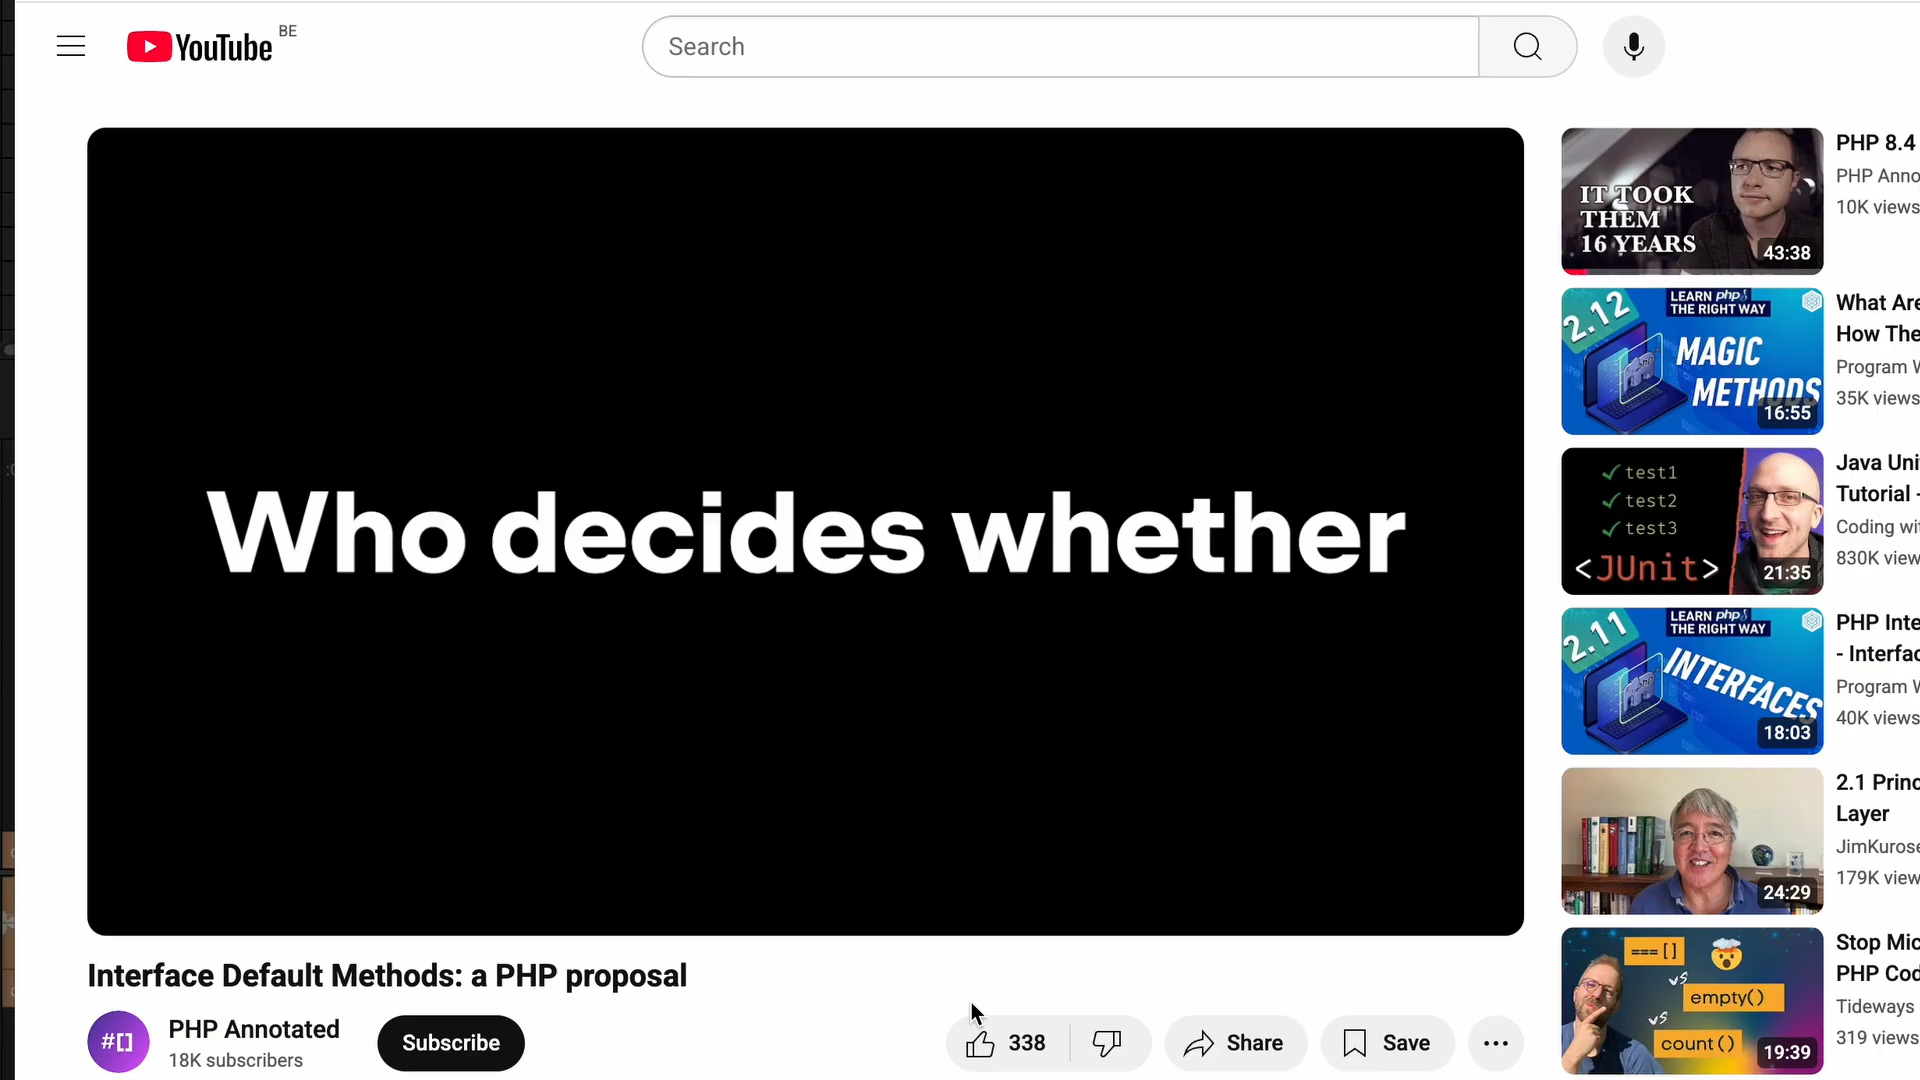 YouTube BE
Search
Who decides whether
Interface Default Methods: a PHP proposal
#[]
PHP Annotated
18K subscribers
Subscribe
338
Share
Save
IT TOOK
THEM
16 YEARS
43:38
PHP 8.4
PHP Anno
10K views
2.12
LEARN php
THE RIGHT WAY
MAGIC
METHODS
16:55
What Are
How The
Program W
35K views
✓ test1
✓ test2
✓ test3
<JUnit>
21:35
Java Uni
Tutorial -
Coding wit
830K view
2.11
LEARN php
THE RIGHT WAY
INTERFACES
18:03
PHP Inte
- Interfac
Program W
40K views
24:29
2.1 Princ
Layer
JimKurose
179K view
=== []
vs
empty()
vs
count()
19:39
Stop Mic
PHP Cod
Tideways
319 views